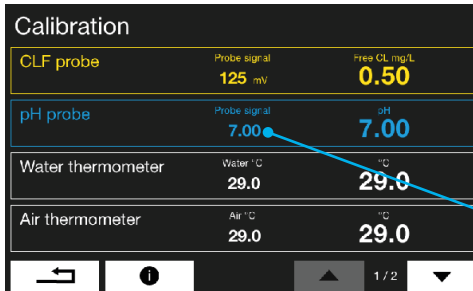 Calibration
CLF probe
Probe signal
125 mV
Free CL mg/L
0.50
pH probe
Probe signal
7.00
pH
7.00
Water thermometer
Water °C
29.0
°C
29.0
Air thermometer
Air °C
29.0
°C
29.0
1/2